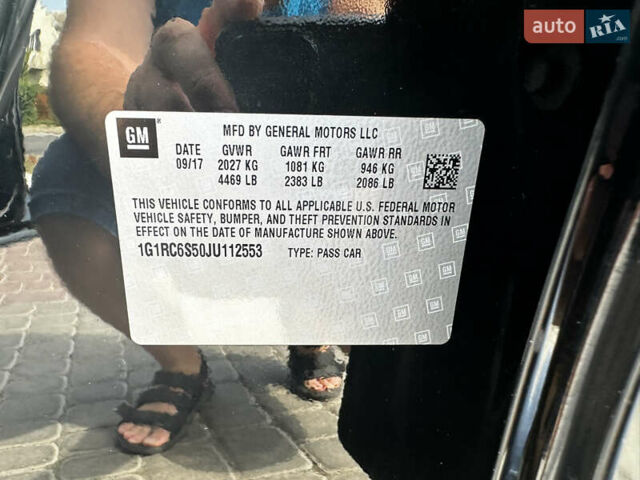 auto RIA
.com
GM
MFD BY GENERAL MOTORS LLC
DATE GVWR GAWR FRT GAWR RR
09/17 2027 KG 1081 KG 946 KG
4469 LB 2383 LB 2086 LB
THIS VEHICLE CONFORMS TO ALL APPLICABLE U.S. FEDERAL MOTOR
VEHICLE SAFETY, BUMPER, AND THEFT PREVENTION STANDARDS IN
EFFECT ON THE DATE OF MANUFACTURE SHOWN ABOVE.
1G1RC6S50JU112553 TYPE: PASS CAR